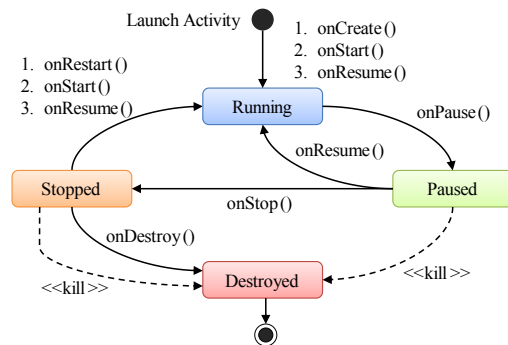 Launch Activity
1. onCreate()
2. onStart()
3. onResume()
1. onRestart()
2. onStart()
3. onResume()
Running
onPause()
onResume()
Stopped
Paused
onStop()
onDestroy()
<<kill>>
<<kill>>
Destroyed